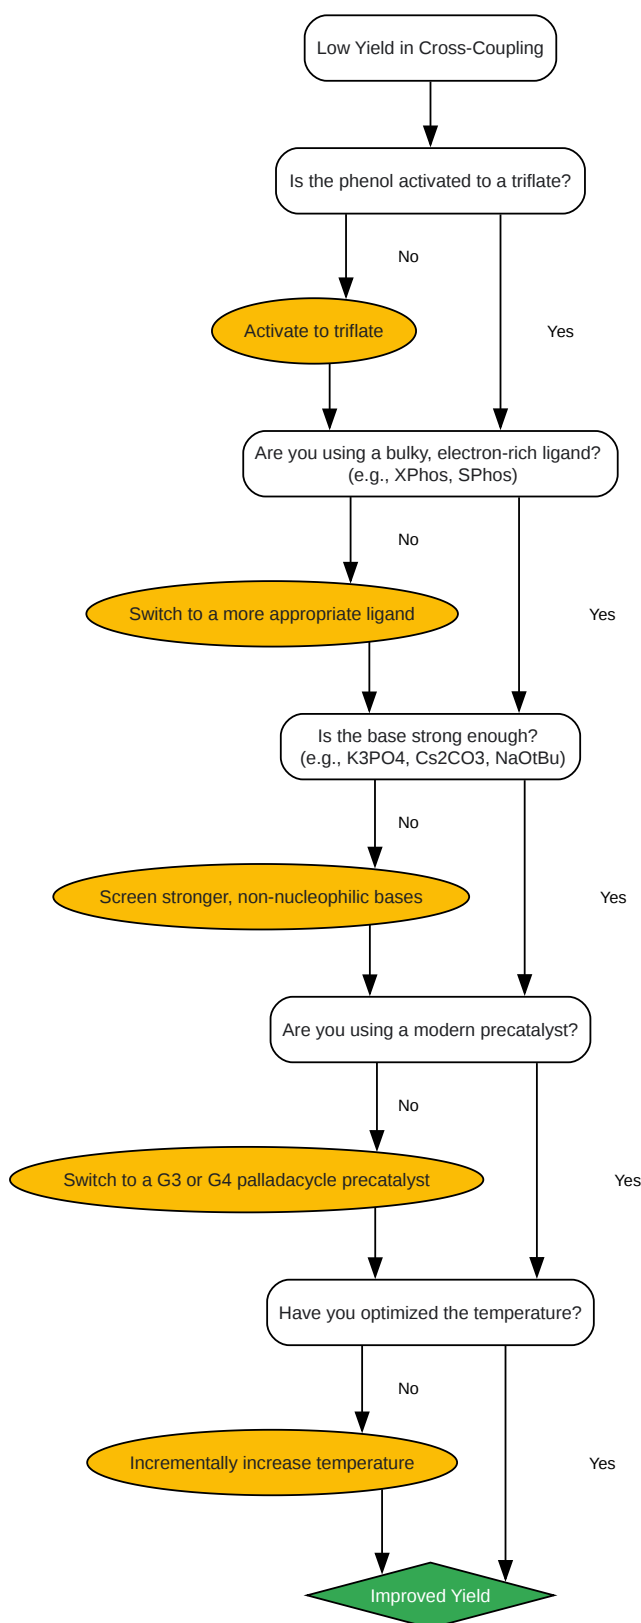 Low Yield in Cross-Coupling
Is the phenol activated to a triflate?
No
Activate to triflate
Yes
Are you using a bulky, electron-rich ligand?
(e.g., XPhos, SPhos)
No
Switch to a more appropriate ligand
Yes
Is the base strong enough?
(e.g., K3PO4, Cs2CO3, NaOtBu)
No
Screen stronger, non-nucleophilic bases
Yes
Are you using a modern precatalyst?
No
Switch to a G3 or G4 palladacycle precatalyst
Yes
Have you optimized the temperature?
No
Incrementally increase temperature
Yes
Improved Yield